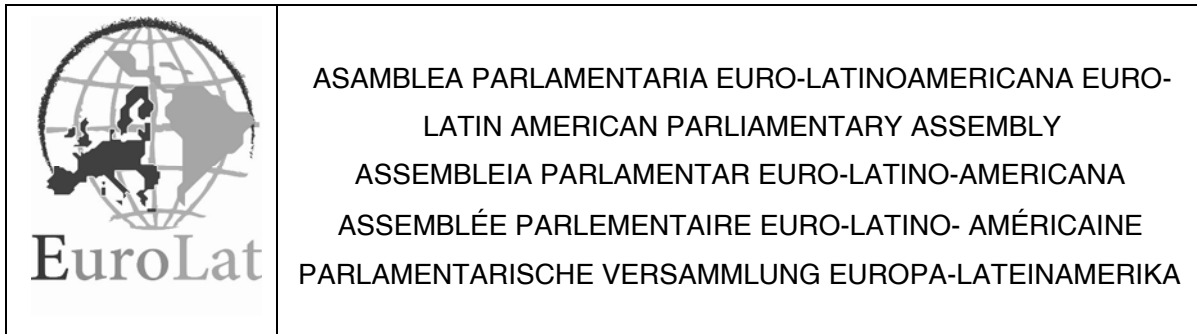 EuroLat
ASAMBLEA PARLAMENTARIA EURO-LATINOAMERICANA EURO-
LATIN AMERICAN PARLIAMENTARY ASSEMBLY
ASSEMBLEIA PARLAMENTAR EURO-LATINO-AMERICANA
ASSEMBLÉE PARLEMENTAIRE EURO-LATINO- AMÉRICAINE
PARLAMENTARISCHE VERSAMMLUNG EUROPA-LATEINAMERIKA